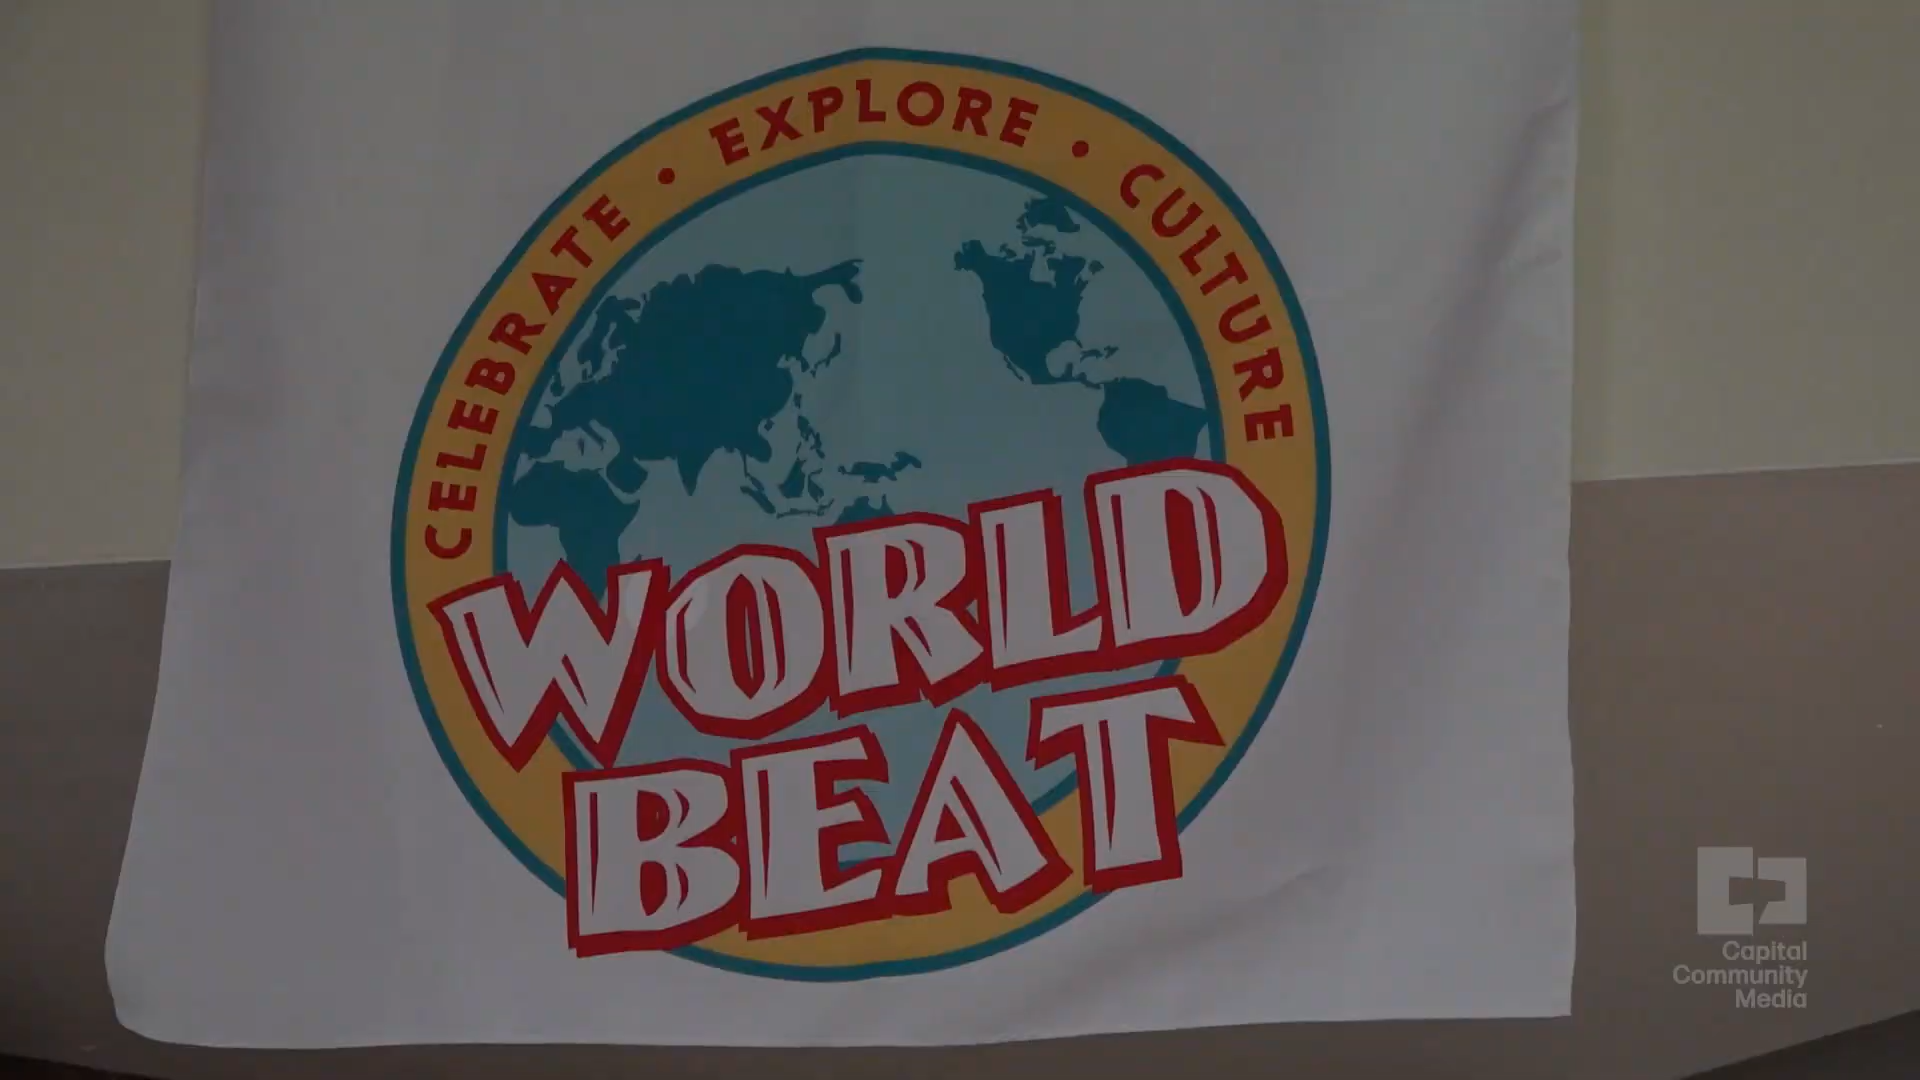 CELEBRATE • EXPLORE • CULTURE
WORLD
BEAT
Capital
Community
Media